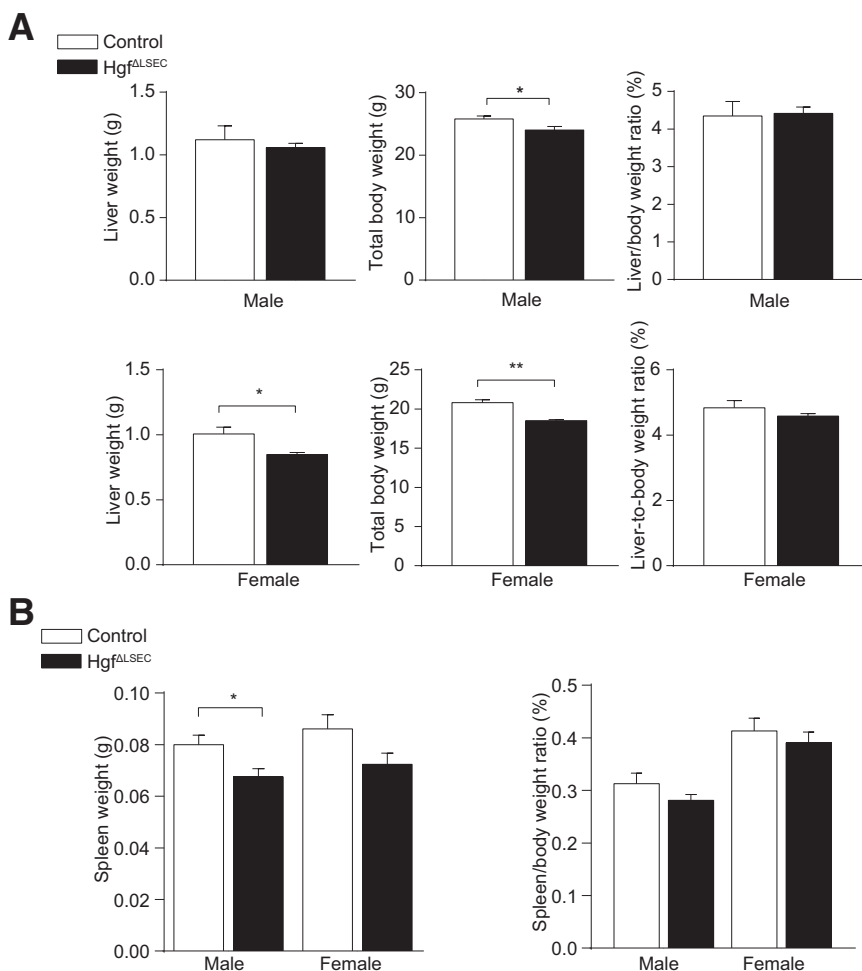 A
Control
Hgf^ΔLSEC
Liver weight (g)
1.5
1.0
0.5
0.0
Male
Total body weight (g)
30
20
10
0
*
Male
Liver/body weight ratio (%)
5
4
3
2
1
0
Male
Liver weight (g)
1.5
1.0
0.5
0.0
*
Female
Total body weight (g)
25
20
15
10
5
0
**
Female
Liver-to-body weight ratio (%)
6
4
2
0
Female
B
Control
Hgf^ΔLSEC
Spleen weight (g)
0.10
0.08
0.06
0.04
0.02
0.00
*
Male
Female
Spleen/body weight ratio (%)
0.5
0.4
0.3
0.2
0.1
0.0
Male
Female